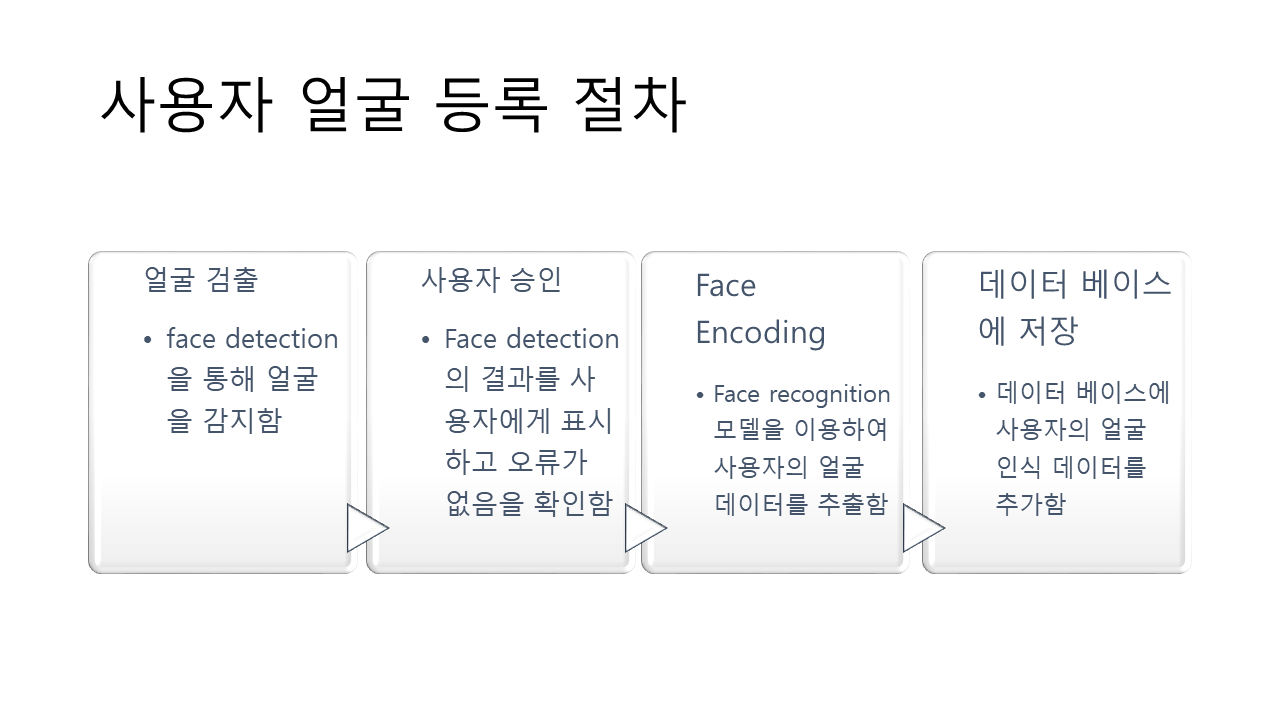 사용자 얼굴 등록 절차
얼굴 검출
• face detection
을 통해 얼굴
을 감지함
사용자 승인
• Face detection
의 결과를 사
용자에게 표시
하고 오류가
없음을 확인함
Face
Encoding
• Face recognition
모델을 이용하여
사용자의 얼굴
데이터를 추출함
데이터 베이스
에 저장
• 데이터 베이스에
사용자의 얼굴
인식 데이터를
추가함